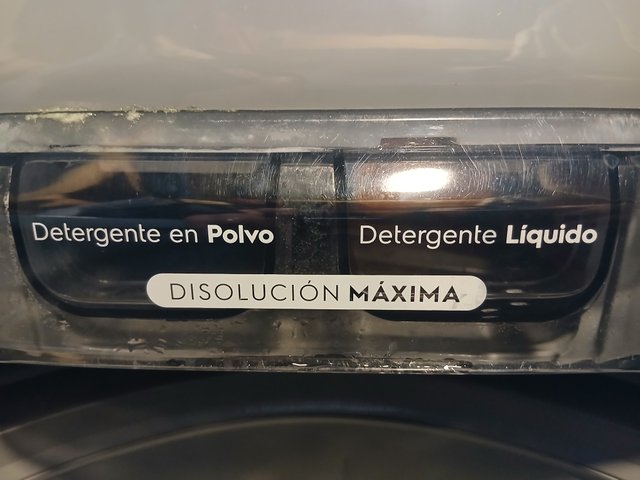 Detergente en Polvo
Detergente Líquido
DISOLUCIÓN MÁXIMA